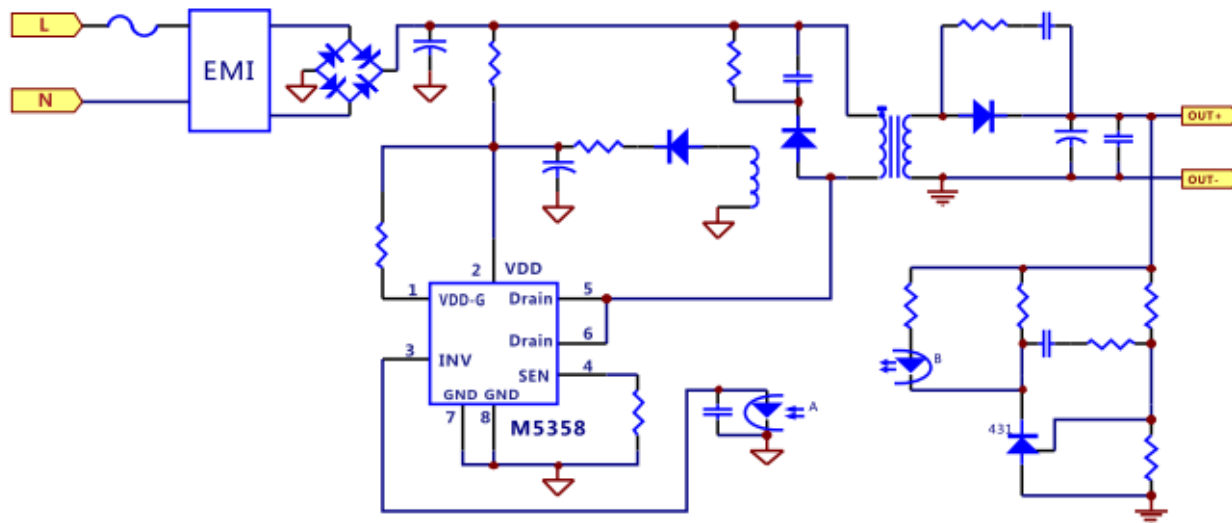 L
EMI
N
OUT+
OUT-
2 VDD
1 VDD-G Drain 5
Drain 6
3 INV
SEN 4
GND GND
7 8 M5358
A
B
431